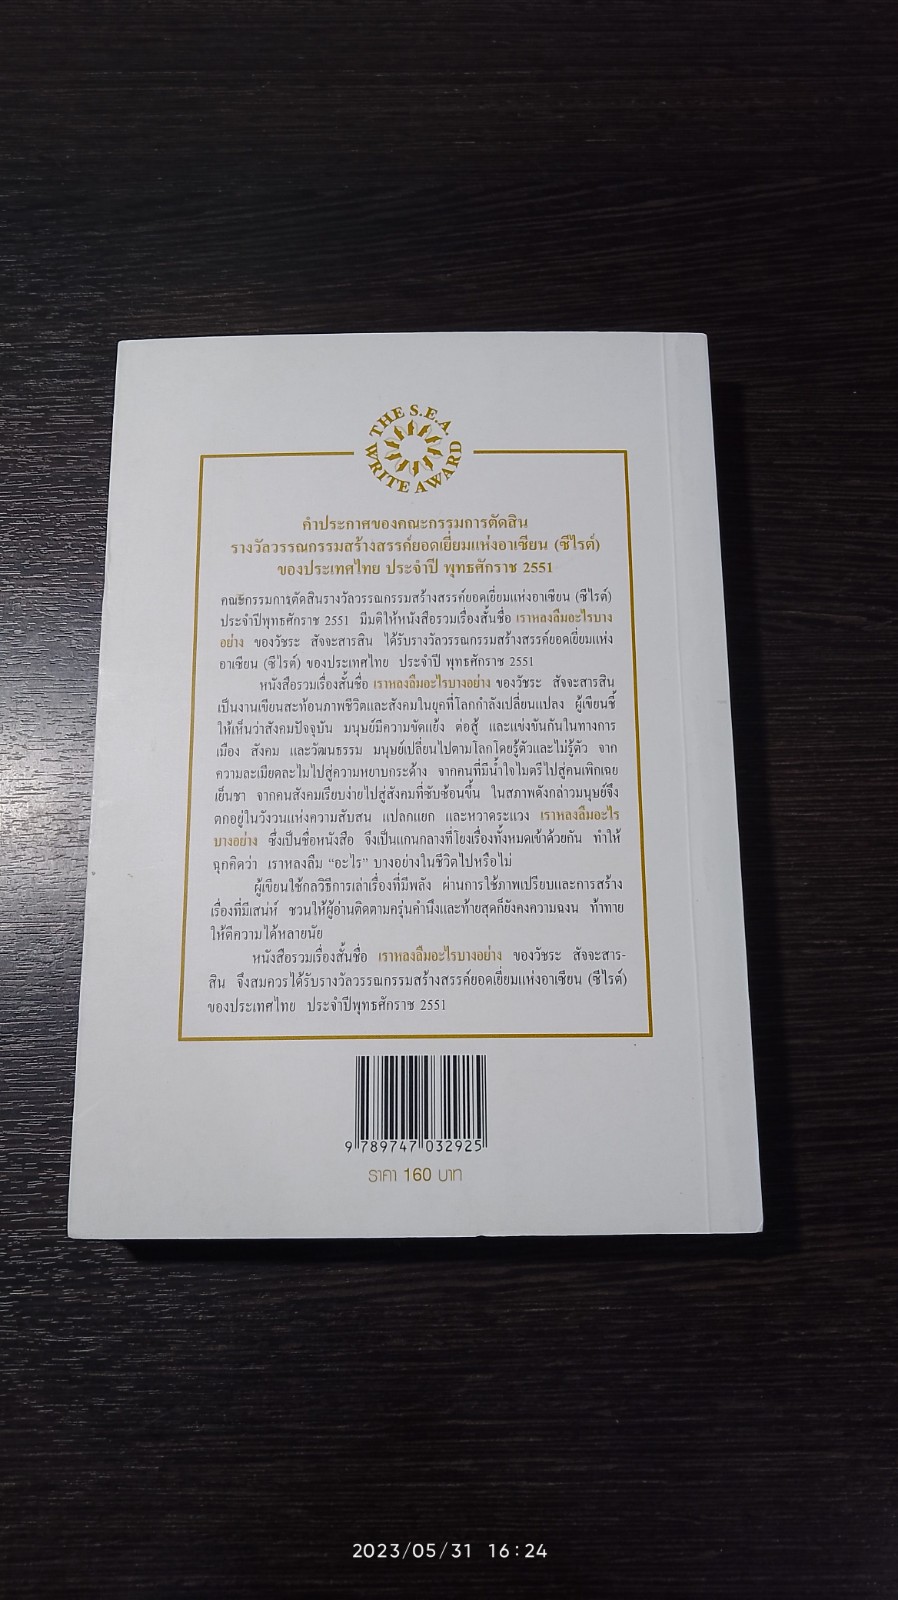 THE S.E.A.
WRITE AWARD
คำประกาศของคณะกรรมการตัดสิน
รางวัลวรรณกรรมสร้างสรรค์ยอดเยี่ยมแห่งอาเซียน (ซีไรต์)
ของประเทศไทย ประจำปี พุทธศักราช 2551
คณะกรรมการตัดสินรางวัลวรรณกรรมสร้างสรรค์ยอดเยี่ยมแห่งอาเซียน (ซีไรต์)
ประจำปีพุทธศักราช 2551 มีมติให้หนังสือรวมเรื่องสั้นชื่อ เราหลงลืมอะไรบาง
อย่าง ของวัชระ สัจจะสารสิน ได้รับรางวัลวรรณกรรมสร้างสรรค์ยอดเยี่ยมแห่ง
อาเซียน (ซีไรต์) ของประเทศไทย ประจำปี พุทธศักราช 2551
หนังสือรวมเรื่องสั้นชื่อ เราหลงลืมอะไรบางอย่าง ของวัชระ สัจจะสารสิน
เป็นงานเขียนสะท้อนภาพชีวิตและสังคมในยุคที่โลกกำลังเปลี่ยนแปลง ผู้เขียนชี้
ให้เห็นว่าสังคมปัจจุบัน มนุษย์มีความขัดแย้ง ต่อสู้ และแข่งขันกันในทางการ
เมือง สังคม และวัฒนธรรม มนุษย์เปลี่ยนไปตามโลกโดยรู้ตัวและไม่รู้ตัว จาก
ความละเมียดละไมไปสู่ความหยาบกระด้าง จากคนที่มีน้ำใจไมตรีไปสู่คนเพิกเฉย
เย็นชา จากคนสังคมเรียบง่ายไปสู่สังคมที่ซับซ้อนขึ้น ในสภาพดังกล่าวมนุษย์จึง
ตกอยู่ในวังวนแห่งความสับสน แปลกแยก และหวาดระแวง เราหลงลืมอะไร
บางอย่าง ซึ่งเป็นชื่อหนังสือ จึงเป็นแกนกลางที่โยงเรื่องทั้งหมดเข้าด้วยกัน ทำให้
ฉุกคิดว่า เราหลงลืม “อะไร” บางอย่างในชีวิตไปหรือไม่
ผู้เขียนใช้กลวิธีการเล่าเรื่องที่มีพลัง ผ่านการใช้ภาพเปรียบและการสร้าง
เรื่องที่มีเสน่ห์ ชวนให้ผู้อ่านติดตามครุ่นคำนึงและท้ายสุดก็ยังคงความฉงน ท้าทาย
ให้ตีความได้หลายนัย
หนังสือรวมเรื่องสั้นชื่อ เราหลงลืมอะไรบางอย่าง ของวัชระ สัจจะสาร-
สิน จึงสมควรได้รับรางวัลวรรณกรรมสร้างสรรค์ยอดเยี่ยมแห่งอาเซียน (ซีไรต์)
ของประเทศไทย ประจำปีพุทธศักราช 2551
9 789747 032925
ราคา 160 บาท
2023/05/31 16:24